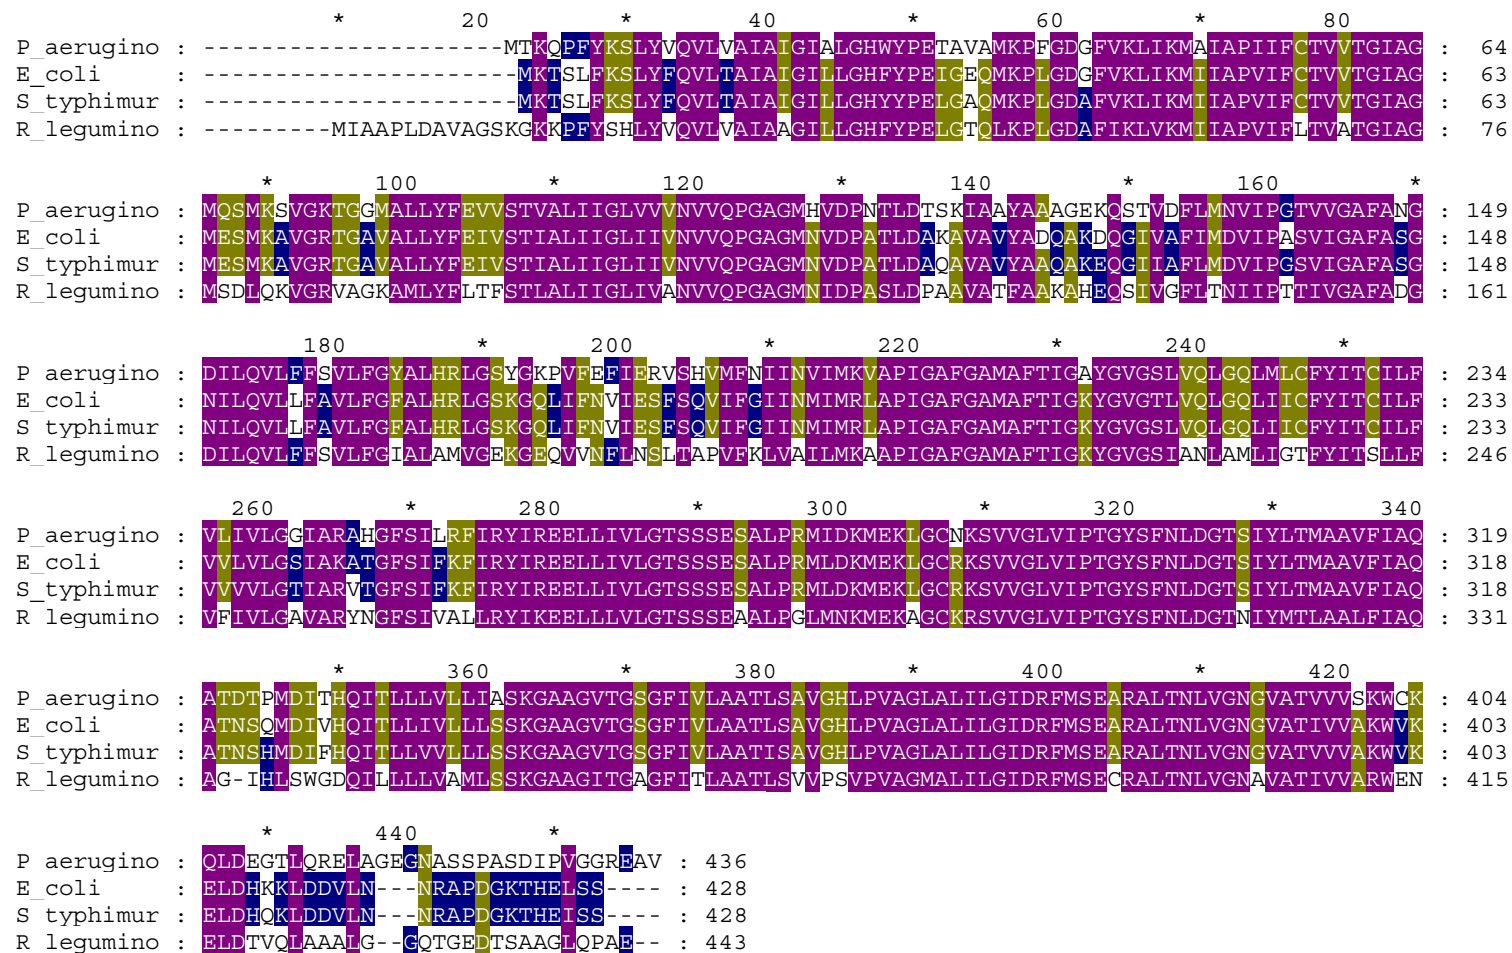 * 20 * 40 * 60 * 80
P_aerugino : ---------------------MTKQPFYKSLYVQVLVAIAIGIALGHWYPETAVAMKPFGDGFVKLIKMAIAPIIFCTVVTGIAG : 64
E_coli : ----------------------MKTSLFKSLYFQVLTAIAIGILLGHFYPEIGEQMKPLGDGFVKLIKMIIAPVIFCTVVTGIAG : 63
S_typhimur : ----------------------MKTSLFKSLYFQVLTAIAIGILLGHYYPELGAQMKPLGDAFVKLIKMIIAPVIFCTVVTGIAG : 63
R_legumino : ---------MIAAPLDAVAGSKGKKPFYSHLYVQVLVAIAAGILLGHFYPELGTQLKPLGDAFIKLVKMIIAPVIFLTVATGIAG : 76
* 100 * 120 * 140 * 160 *
P_aerugino : MQSMKSVGKTGGMALLYFEVVSTVALIIGLVVVNVVQPGAGMHVDPNTLDTSKIAAYAAAGEKQSTVDFLMNVIPGTVVGAFANG : 149
E_coli : MESMKAVGRTGAVALLYFEIVSTIALIIGLIIVNVVQPGAGMNVDPATLDAKAVAVYADQAKDQGIVAFIMDVIPASVIGAFASG : 148
S_typhimur : MESMKAVGRTGAVALLYFEIVSTIALIIGLIIVNVVQPGAGMNVDPATLDAQAVAVYAAQAKEQGIIAFLMDVIPGSVIGAFASG : 148
R_legumino : MSDLQKVGRVAGKAMLYFLTFSTLALIIGLIVANVVQPGAGMNIDPASLDPAAVATFAAKAHEQSIVGFLTNIIPTTIVGAFADG : 161
180 * 200 * 220 * 240 *
P_aerugino : DILQVLFFSVLFGYALHRLGSYGKPVFEFIERVSHVMFNIINVIMKVAPIGAFGAMAFTIGAYGVGSLVQLGQLMLCFYITCILF : 234
E_coli : NILQVLLFAVLFGFALHRLGSKGQLIFNVIESFSQVIFGIINMIMRLAPIGAFGAMAFTIGKYGVGTLVQLGQLIICFYITCILF : 233
S_typhimur : NILQVLLFAVLFGFALHRLGSKGQLIFNVIESFSQVIFGIINMIMRLAPIGAFGAMAFTIGKYGVGSLVQLGQLIICFYITCILF : 233
R_legumino : DILQVLFFSVLFGIALAMVGEKGEQVVNFLNSLTAPVFKLVAILMKAAPIGAFGAMAFTIGKYGVGSIANLAMLIGTFYITSLLF : 246
260 * 280 * 300 * 320 * 340
P_aerugino : VLIVLGGIARAHGFSILRFIRYIREELLIVLGTSSSESALPRMIDKMEKLGCNKSVVGLVIPTGYSFNLDGTSIYLTMAAVFIAQ : 319
E_coli : VVLVLGSIAKATGFSIFKFIRYIREELLIVLGTSSSESALPRMLDKMEKLGCRKSVVGLVIPTGYSFNLDGTSIYLTMAAVFIAQ : 318
S_typhimur : VVVVLGTIARVTGFSIFKFIRYIREELLIVLGTSSSESALPRMLDKMEKLGCRKSVVGLVIPTGYSFNLDGTSIYLTMAAVFIAQ : 318
R_legumino : VFIVLGAVARYNGFSIVALLRYIKEELLLVLGTSSSEAALPGLMNKMEKAGCKRSVVGLVIPTGYSFNLDGTNIYMTLAALFIAQ : 331
* 360 * 380 * 400 * 420
P_aerugino : ATDTPMDITHQITLLLVLLIASKGAAGVTGSGFIVLAATLSAVGHLPVAGLALILGIDRFMSEARALTNLVGNGVATVVVSKWCK : 404
E_coli : ATNSQMDIVHQITLLIVLLLSSKGAAGVTGSGFIVLAATLSAVGHLPVAGLALILGIDRFMSEARALTNLVGNGVATIVVAKWVK : 403
S_typhimur : ATNSHMDIFHQITLLVVLLLSSKGAAGVTGSGFIVLAATISAVGHLPVAGLALILGIDRFMSEARALTNLVGNGVATVVVAKWVK : 403
R_legumino : AG-IHLSWGDQILLLLVAMLSSKGAAGITGAGFITLAATLSVVPSVPVAGMALILGIDRFMSECRALTNLVGNAVATIVVARWEN : 415
* 440 *
P_aerugino : QLDEGTLQRELAGEGNASSPASDIPVGGREAV : 436
E_coli : ELDHKKLDDVLN---NRAPDGKTHELSS---- : 428
S_typhimur : ELDHQKLDDVLN---NRAPDGKTHEISS---- : 428
R_legumino : ELDTVQLAAALG--GQTGEDTSAAGLQPAE-- : 443